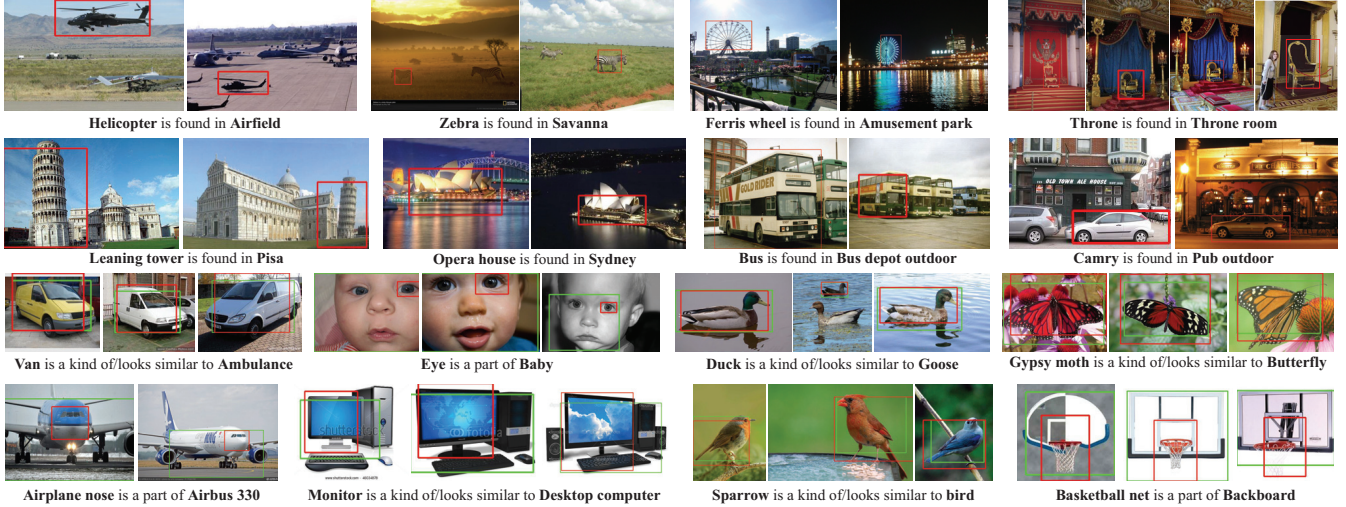 Helicopter is found in Airfield
Zebra is found in Savanna
Ferris wheel is found in Amusement park
Throne is found in Throne room
GOLD RIDER
OLD TOWN ALE HOUSE
Leaning tower is found in Pisa
Opera house is found in Sydney
Bus is found in Bus depot outdoor
Camry is found in Pub outdoor
Van is a kind of/looks similar to Ambulance
Eye is a part of Baby
Duck is a kind of/looks similar to Goose
Gypsy moth is a kind of/looks similar to Butterfly
shutterstock
fotolia
Airplane nose is a part of Airbus 330
Monitor is a kind of/looks similar to Desktop computer
Sparrow is a kind of/looks similar to bird
Basketball net is a part of Backboard